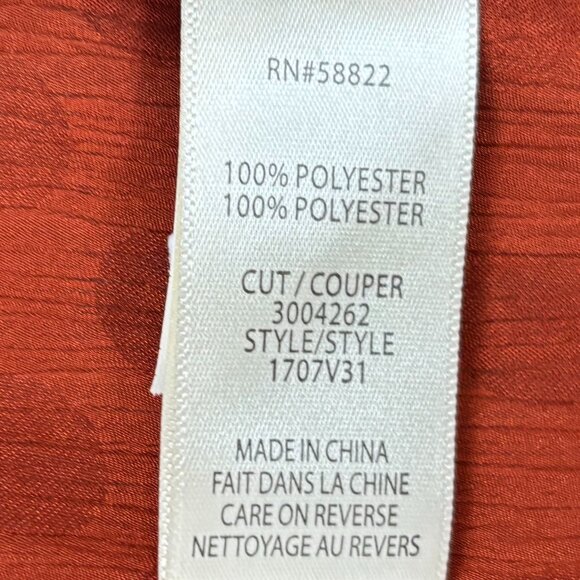 RN#58822
100% POLYESTER
100% POLYESTER
CUT / COUPER
3004262
STYLE/STYLE
1707V31
MADE IN CHINA
FAIT DANS LA CHINE
CARE ON REVERSE
NETTOYAGE AU REVERS